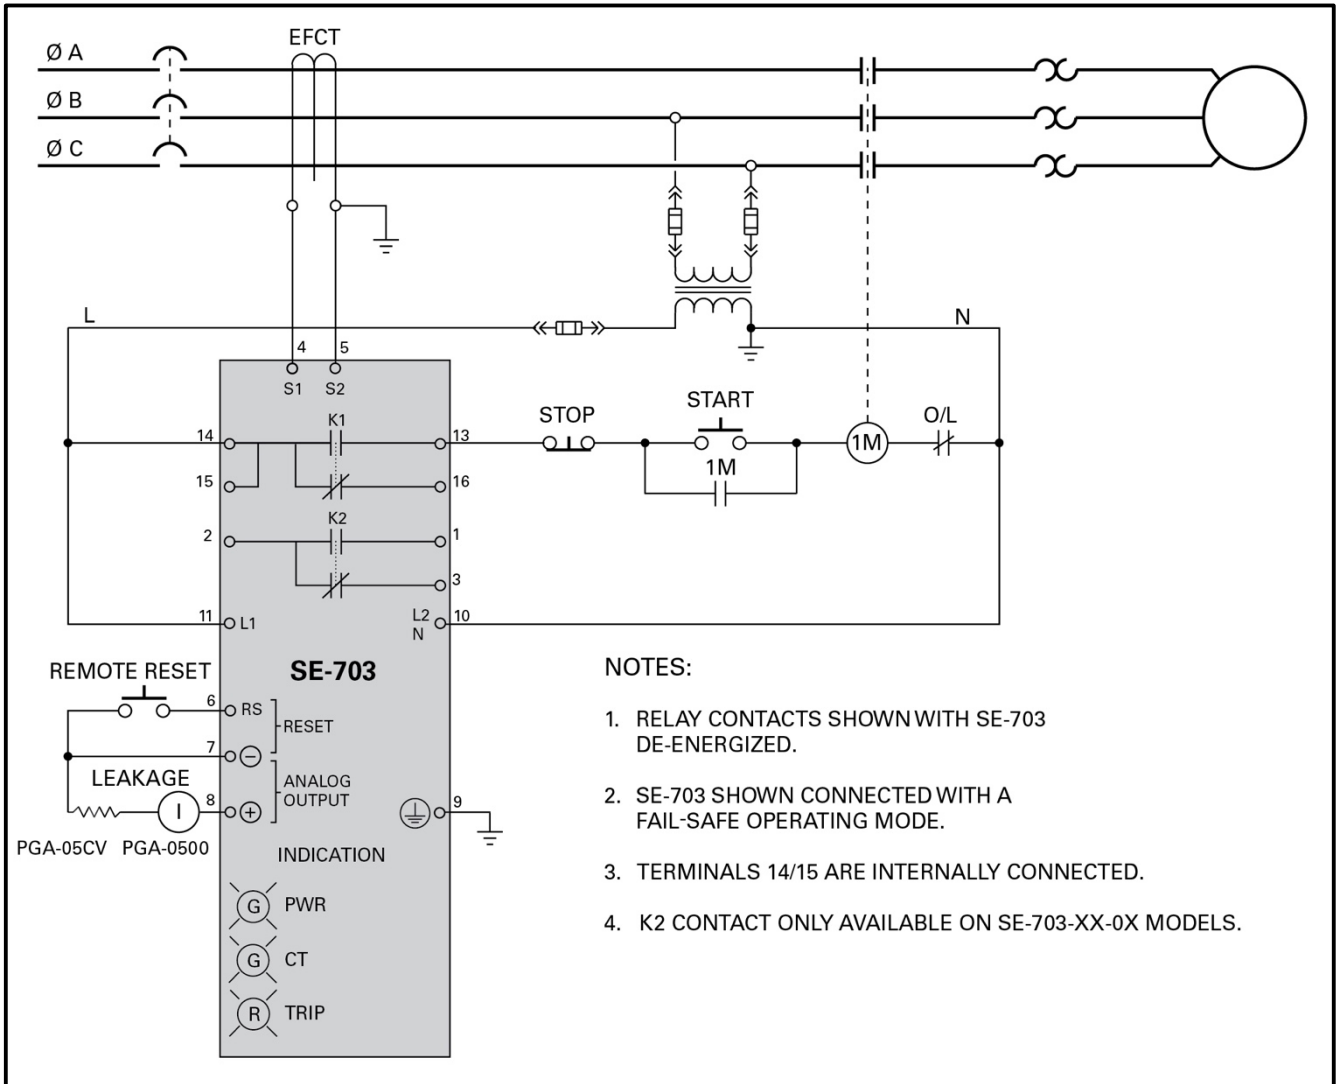 EFCT
Ø A
Ø B
Ø C
L
N
4
5
S1
S2
K1
14
13
STOP
START
1M
1M
O/L
15
16
K2
2
1
3
11
L1
L2
N
10
SE-703
REMOTE RESET
6
RS
RESET
7
−
LEAKAGE
8
I
+
ANALOG
OUTPUT
9
PGA-05CV
PGA-0500
INDICATION
G
PWR
G
CT
R
TRIP
NOTES:
1. RELAY CONTACTS SHOWN WITH SE-703
DE-ENERGIZED.
2. SE-703 SHOWN CONNECTED WITH A
FAIL-SAFE OPERATING MODE.
3. TERMINALS 14/15 ARE INTERNALLY CONNECTED.
4. K2 CONTACT ONLY AVAILABLE ON SE-703-XX-0X MODELS.